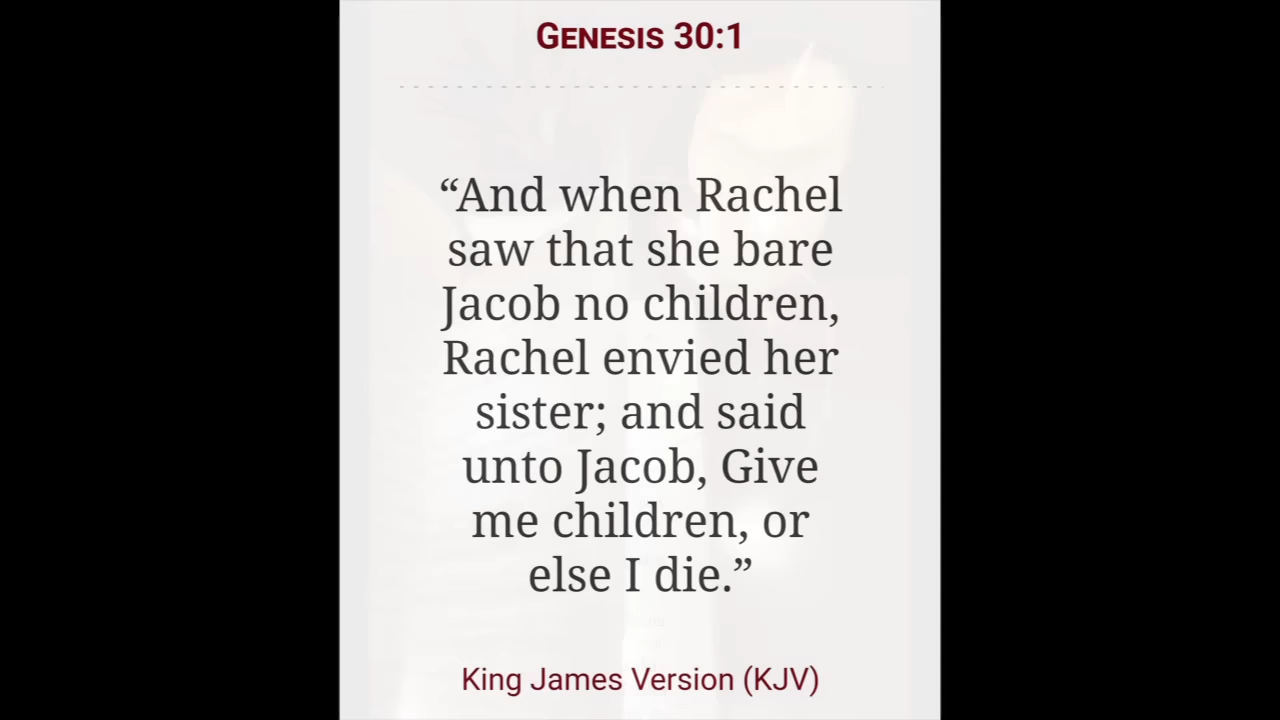 GENESIS 30:1
“And when Rachel
saw that she bare
Jacob no children,
Rachel envied her
sister; and said
unto Jacob, Give
me children, or
else I die.”
King James Version (KJV)